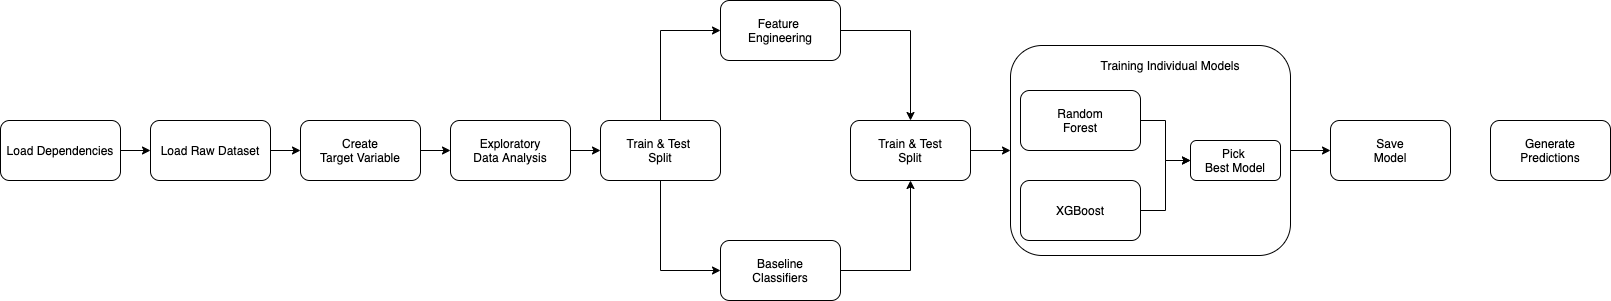 Load Dependencies
Load Raw Dataset
Create
Target Variable
Exploratory
Data Analysis
Train & Test
Split
Feature
Engineering
Baseline
Classifiers
Train & Test
Split
Training Individual Models
Random
Forest
XGBoost
Pick
Best Model
Save
Model
Generate
Predictions